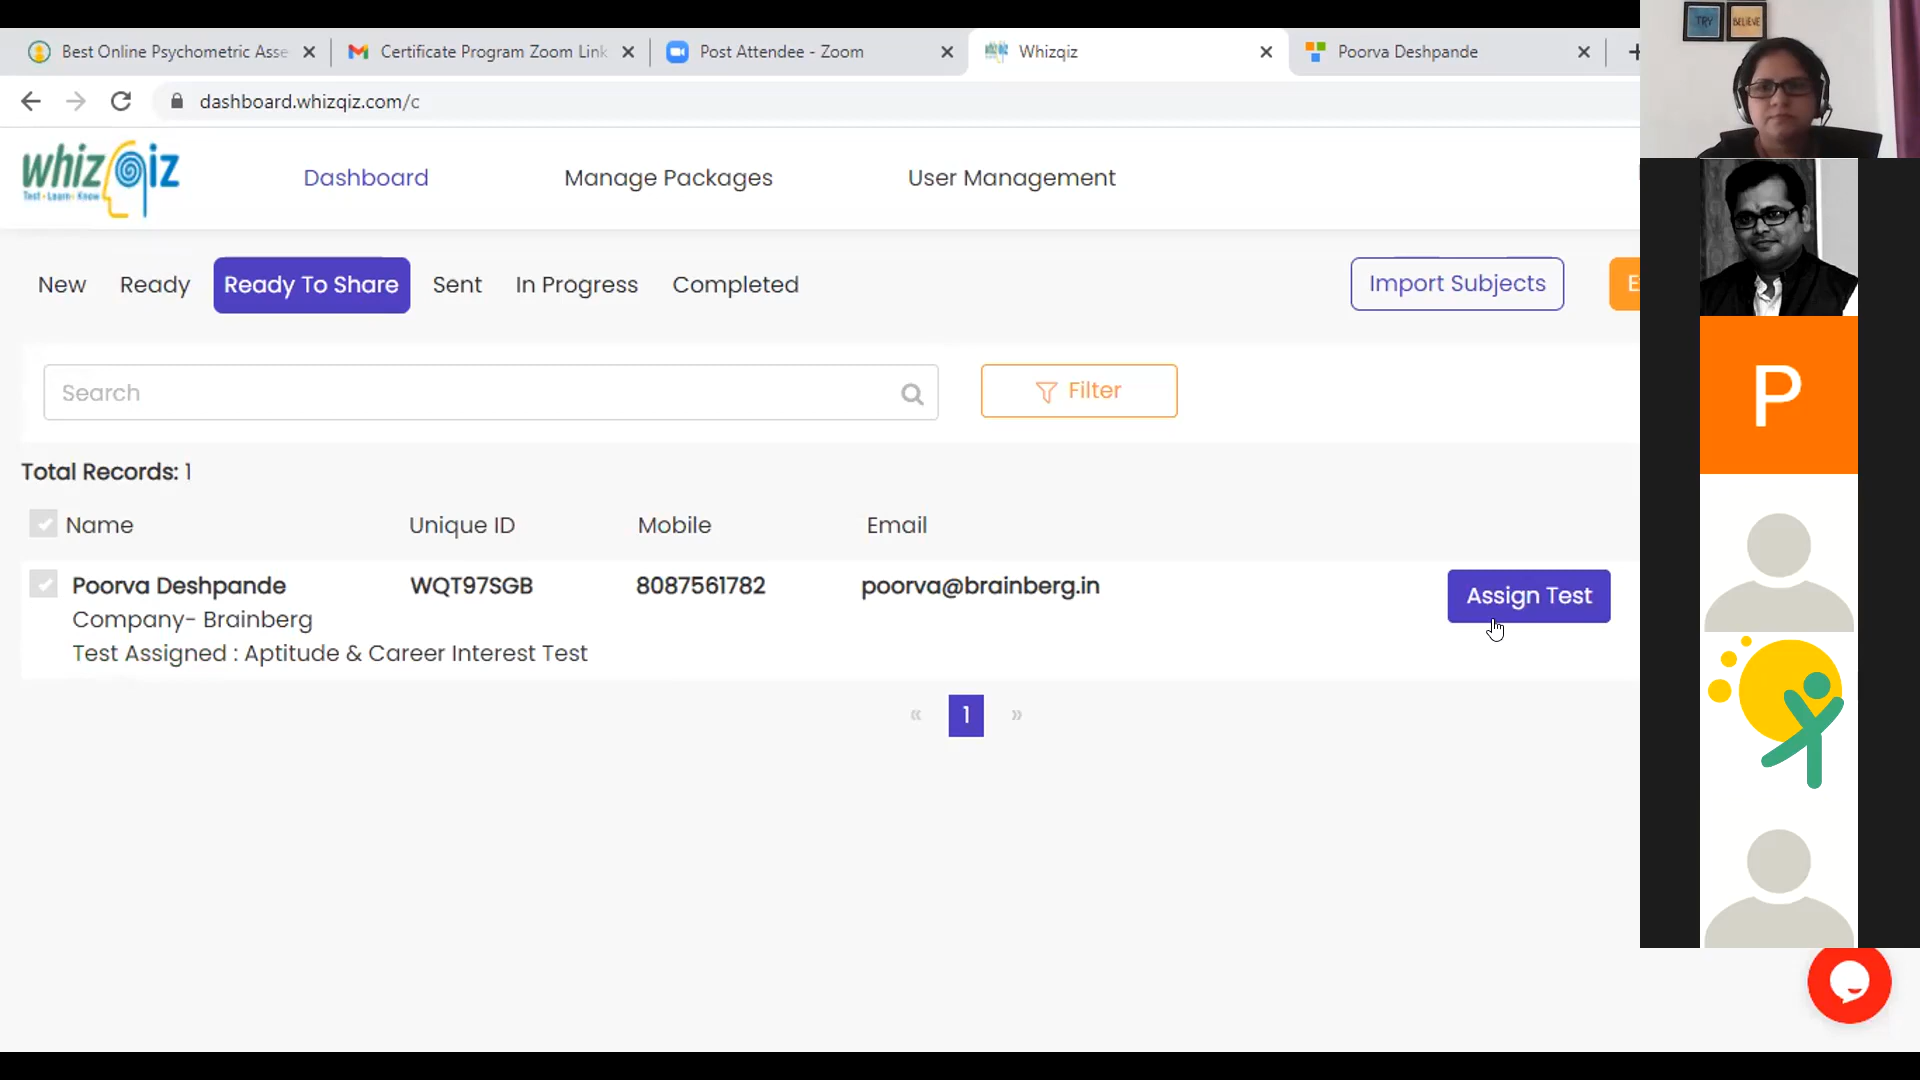 Best Online Psychometric Asse
Certificate Program Zoom Link
Post Attendee - Zoom
Whizqiz
Poorva Deshpande
TRY
BELIEVE
dashboard.whizqiz.com/c
whizqiz
Test • Learn • Know
Dashboard
Manage Packages
User Management
New
Ready
Ready To Share
Sent
In Progress
Completed
Import Subjects
E
Search
Filter
Total Records: 1
Name
Unique ID
Mobile
Email
Poorva Deshpande
WQT97SGB
8087561782
poorva@brainberg.in
Assign Test
Company- Brainberg
Test Assigned : Aptitude & Career Interest Test
« 1 »
P